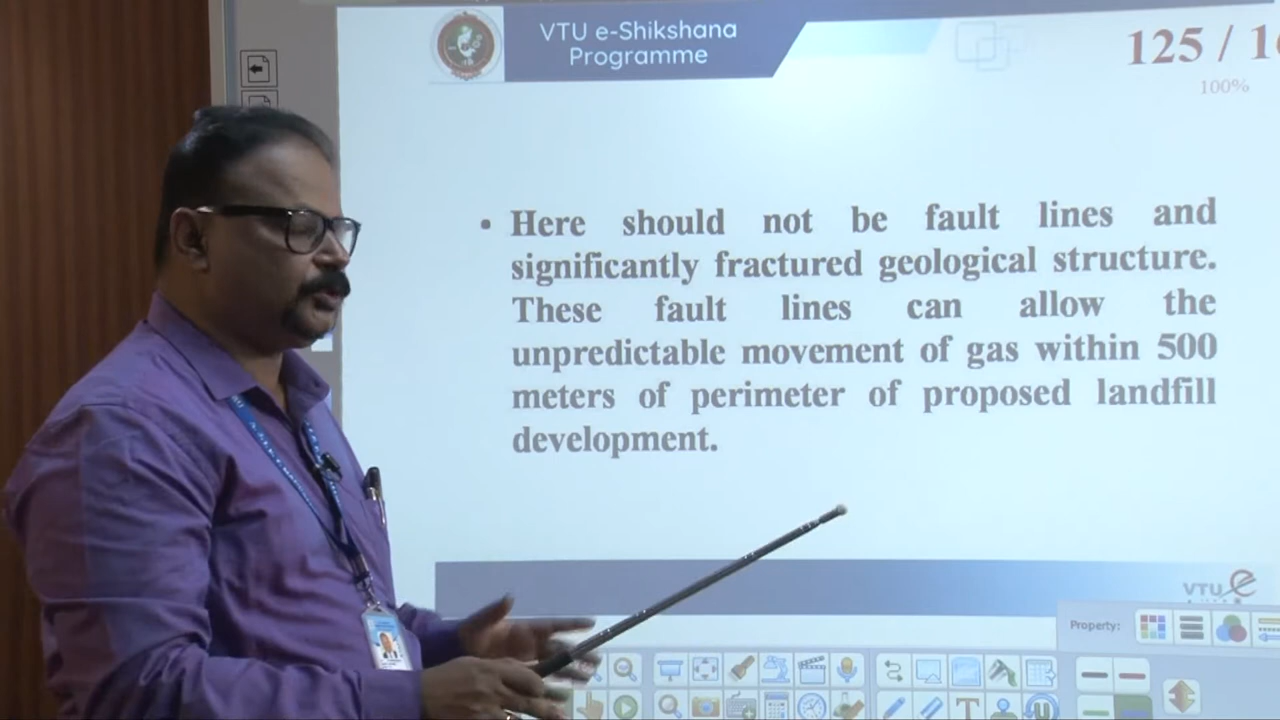 VTU e-Shikshana
Programme
125 /
100%
• Here should not be fault lines and
significantly fractured geological structure.
These fault lines can allow the
unpredictable movement of gas within 500
meters of perimeter of proposed landfill
development.
VTU e
Property: